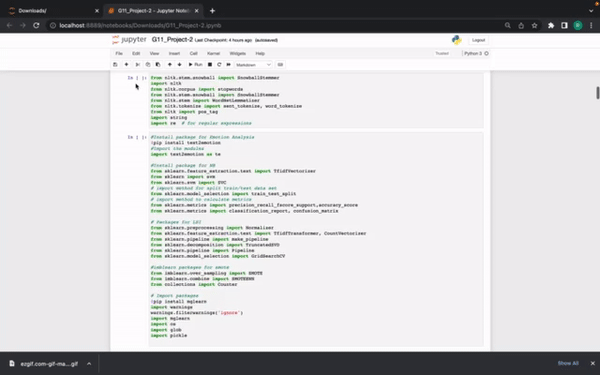 Downloads/
G11_Project-2 - Jupyter Note
localhost:8888/notebooks/Downloads/G11_Project-2.ipynb
jupyter G11_Project-2 Last Checkpoint: 4 hours ago (autosaved)
Logout
File Edit View Insert Cell Kernel Widgets Help
Trusted
Python 3
Run
Markdown
In [ ]:
from nltk.stem.snowball import SnowballStemmer
import nltk
from nltk.corpus import stopwords
from nltk.stem.snowball import SnowballStemmer
from nltk.stem import WordNetLemmatizer
from nltk.tokenize import sent_tokenize, word_tokenize
from nltk import pos_tag
import string
import re # for regular expressions
In [ ]:
#Install package for Emotion Analysis
!pip install text2emotion
#Import the modules
import text2emotion as te
#Install package for
from sklearn.feature_extraction.text import TfidfVectorizer
from sklearn import svm
from sklearn.svm import SVC
# import method for split train/test data set
from sklearn.model_selection import train_test_split
# import method to calculate metrics
from sklearn.metrics import precision_recall_fscore_support,accuracy_score
from sklearn.metrics import classification_report, confusion_matrix
# Packages for LSI
from sklearn.preprocessing import Normalizer
from sklearn.feature_extraction.text import TfidfTransformer, CountVectorizer
from sklearn.pipeline import make_pipeline
from sklearn.decomposition import TruncatedSVD
from sklearn.pipeline import Pipeline
from sklearn.model_selection import GridSearchCV
#imblearn packages for smote
from imblearn.over_sampling import SMOTE
from imblearn.combine import SMOTEENN
from collections import Counter
# Import packages
!pip install mglearn
import warnings
warnings.filterwarnings('ignore')
import mglearn
import os
import glob
import pickle
ezgif.com-gif-ma....gif
Show All